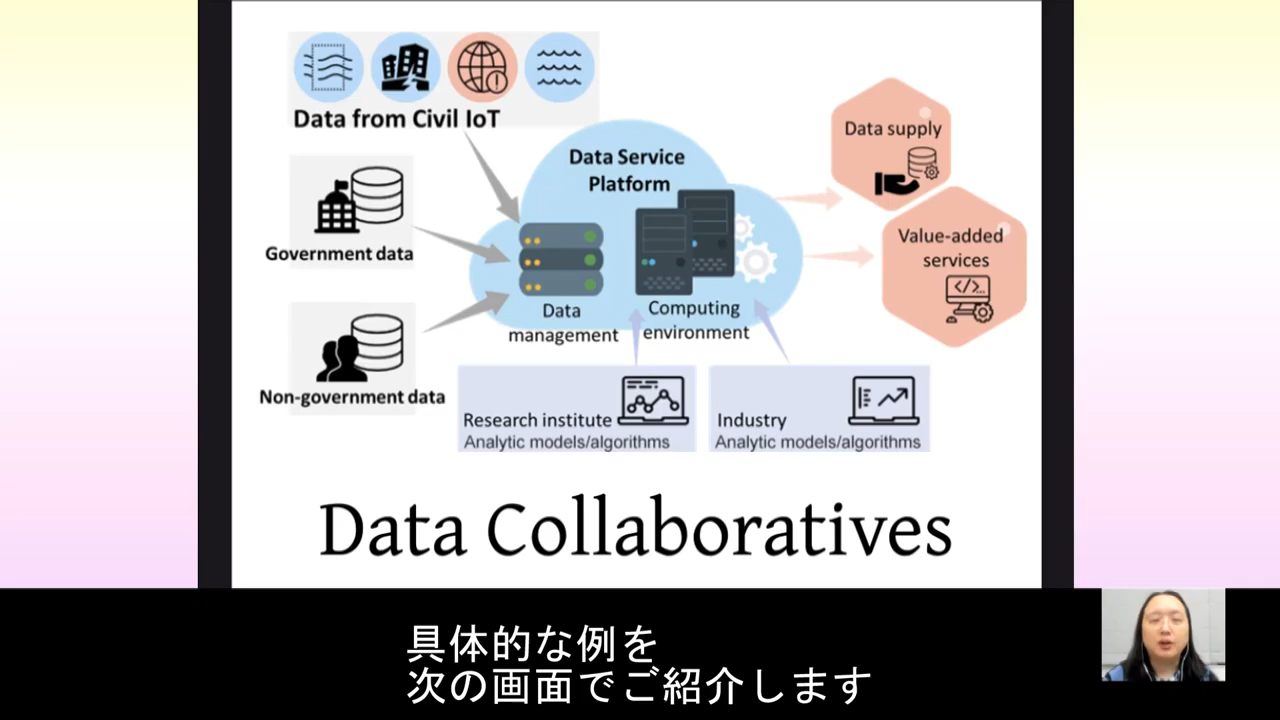 Data from Civil IoT
Government data
Non-government data
Data Service
Platform
Data
management
Computing
environment
Research institute
Analytic models/algorithms
Industry
Analytic models/algorithms
Data supply
Value-added
services
</>...
Data Collaboratives
具体的な例を
次の画面でご紹介します